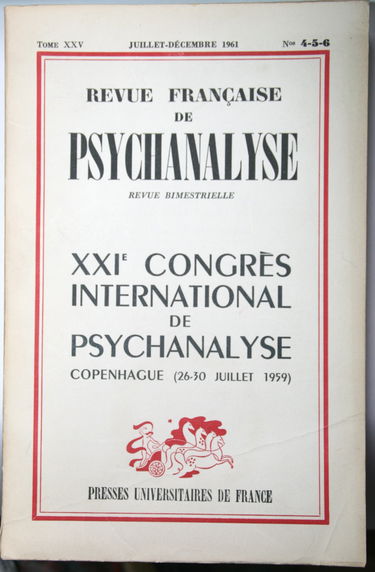 Tome XXV JUILLET-DÉCEMBRE 1961 Nos 4-5-6
REVUE FRANÇAISE
DE
PSYCHANALYSE
REVUE BIMESTRIELLE
XXIE CONGRÈS
INTERNATIONAL
DE
PSYCHANALYSE
COPENHAGUE (26-30 JUILLET 1959)
PRESSES UNIVERSITAIRES DE FRANCE